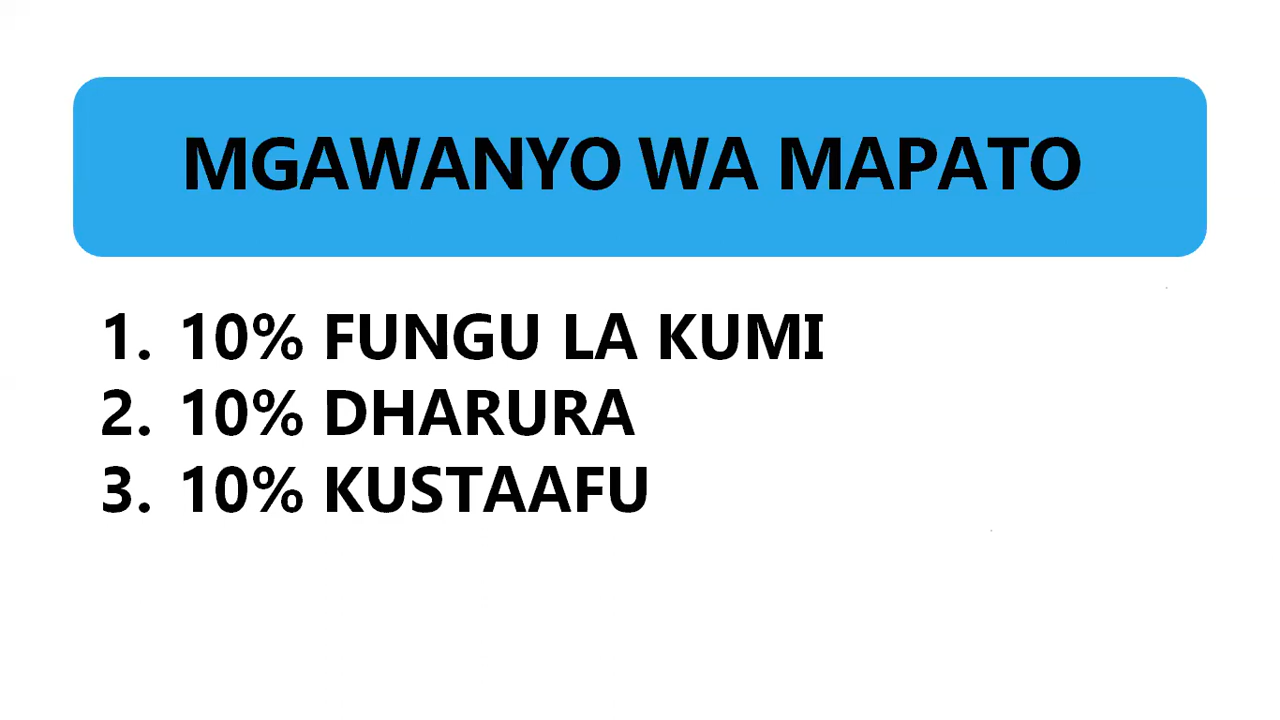 MGAWANYO WA MAPATO
1. 10% FUNGU LA KUMI
2. 10% DHARURA
3. 10% KUSTAAFU